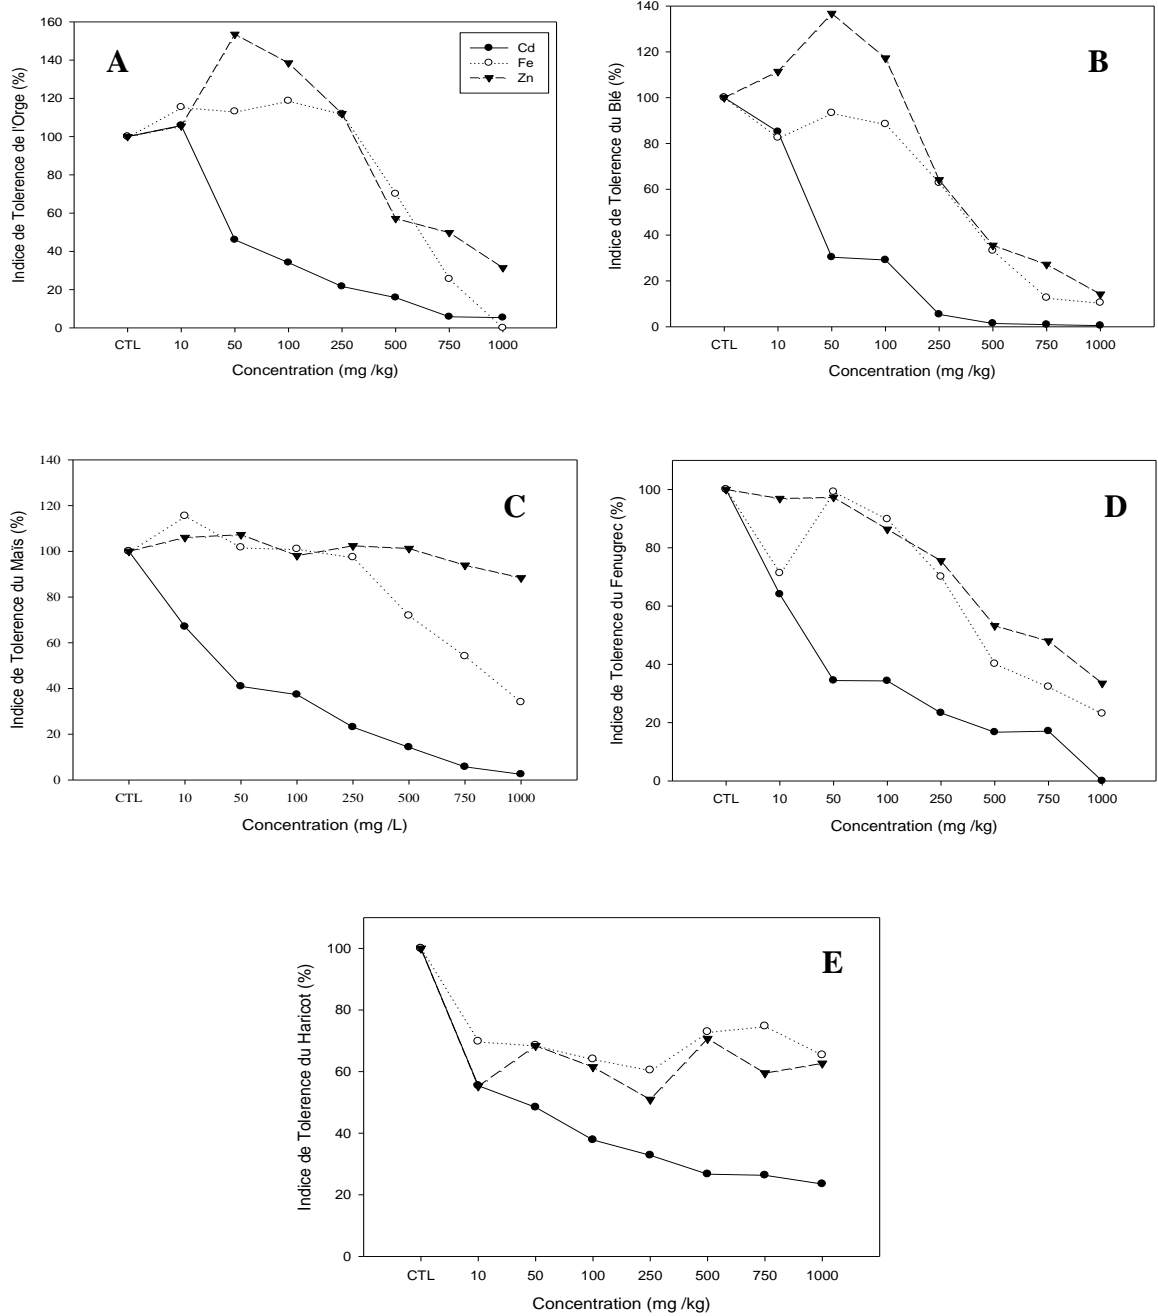 A
Indice de Tolerence de l'Orge (%)
160
140
120
100
80
60
40
20
0
Cd
Fe
Zn
CTL 10 50 100 250 500 750 1000
Concentration (mg /kg)
B
Indice de Tolerence du Blé (%)
140
120
100
80
60
40
20
0
CTL 10 50 100 250 500 750 1000
Concentration (mg /kg)
C
Indice de Tolerence du Maïs (%)
140
120
100
80
60
40
20
0
CTL 10 50 100 250 500 750 1000
Concentration (mg /L)
D
Indice de Tolerence du Fenugrec (%)
100
80
60
40
20
0
CTL 10 50 100 250 500 750 1000
Concentration (mg /kg)
E
Indice de Tolerence du Haricot (%)
100
80
60
40
20
0
CTL 10 50 100 250 500 750 1000
Concentration (mg /kg)